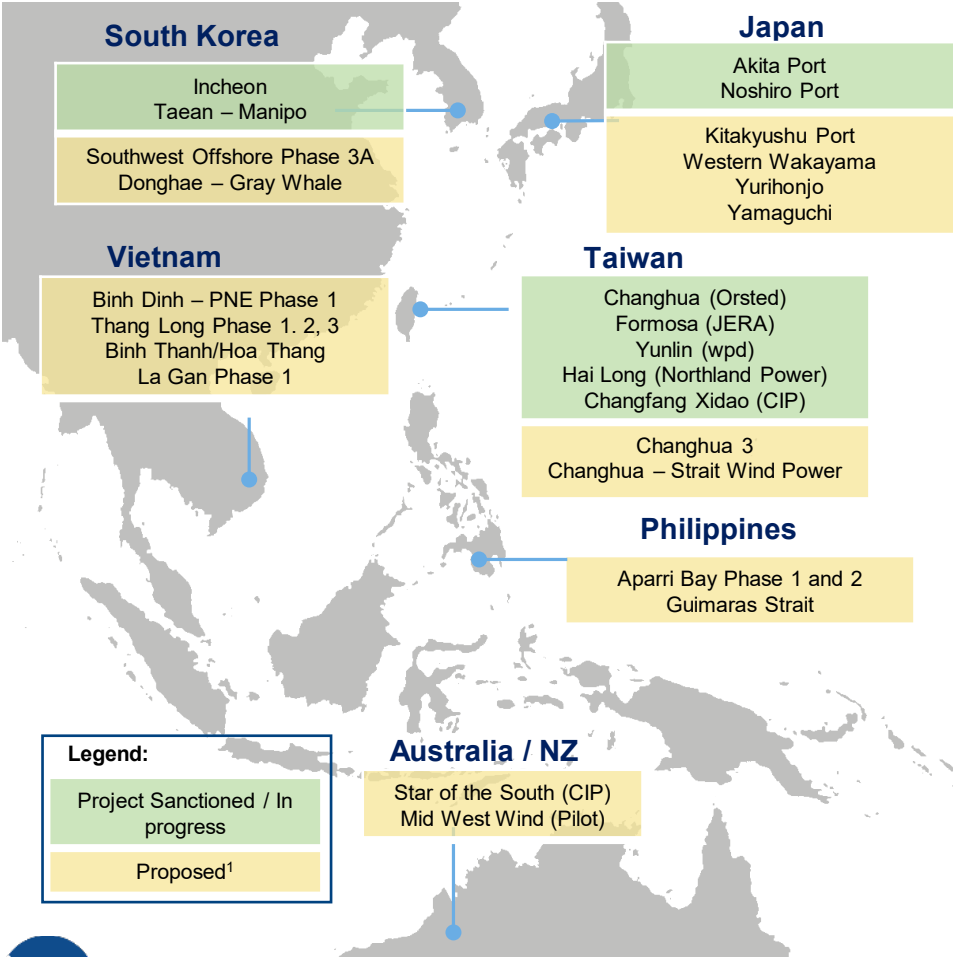 South Korea
Incheon
Taean – Manipo
Southwest Offshore Phase 3A
Donghae – Gray Whale
Japan
Akita Port
Noshiro Port
Kitakyushu Port
Western Wakayama
Yurihonjo
Yamaguchi
Vietnam
Binh Dinh – PNE Phase 1
Thang Long Phase 1. 2, 3
Binh Thanh/Hoa Thang
La Gan Phase 1
Taiwan
Changhua (Orsted)
Formosa (JERA)
Yunlin (wpd)
Hai Long (Northland Power)
Changfang Xidao (CIP)
Changhua 3
Changhua – Strait Wind Power
Philippines
Aparri Bay Phase 1 and 2
Guimaras Strait
Australia / NZ
Star of the South (CIP)
Mid West Wind (Pilot)
Legend:
Project Sanctioned / In
progress
Proposed¹